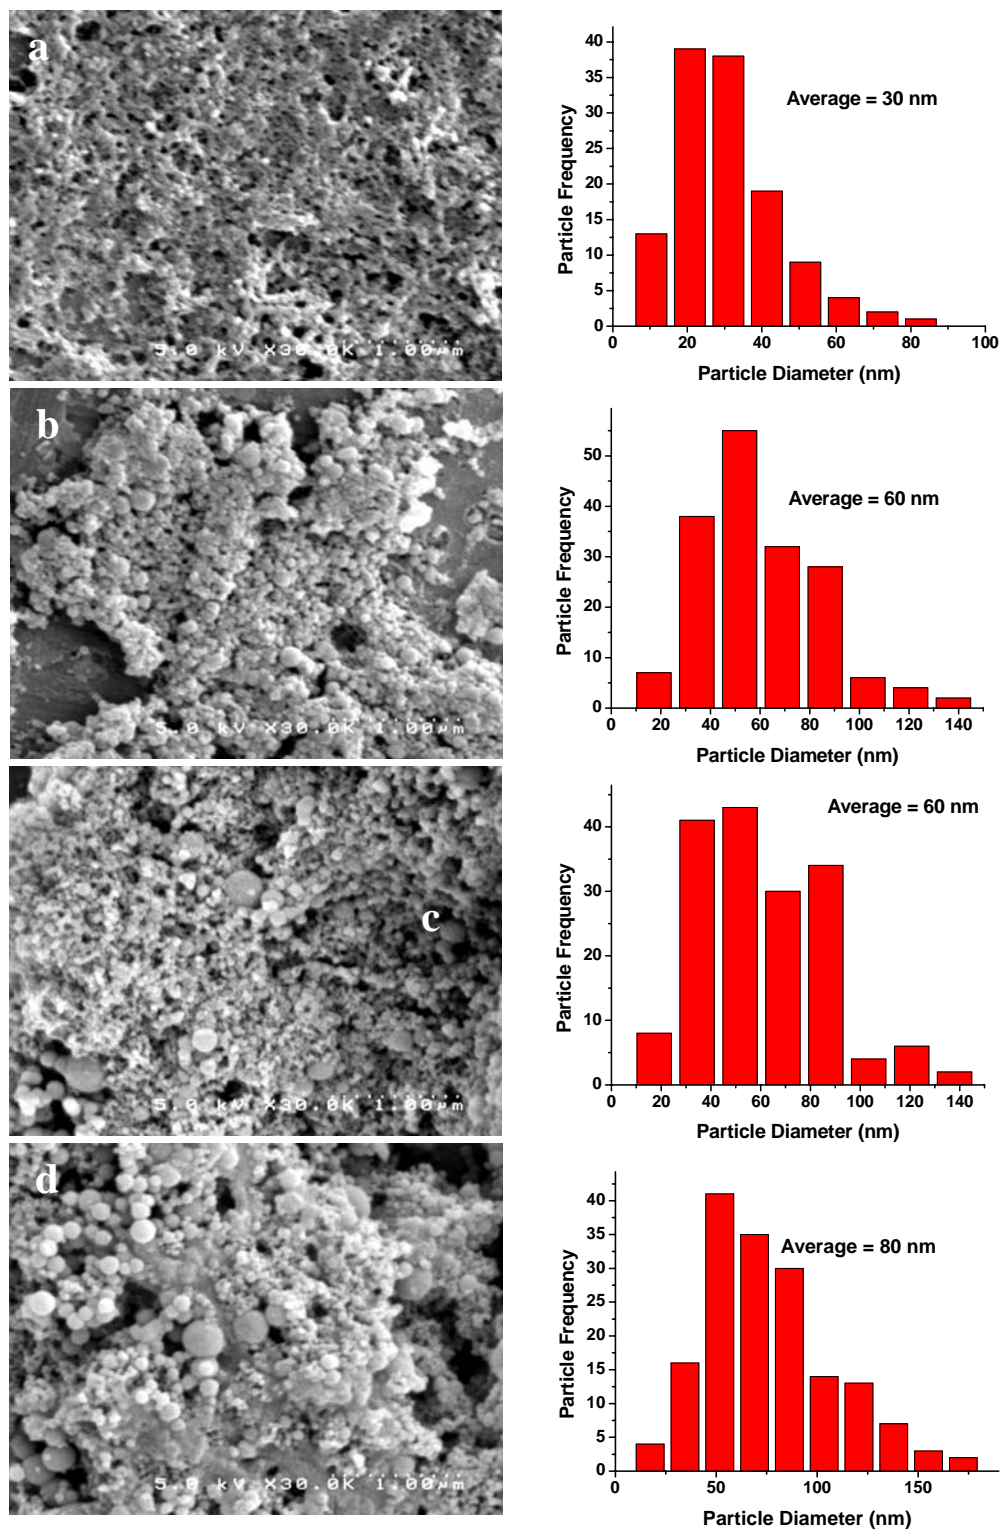 a
5.0 kV X30.0K 1.00µm
40
35
30
25
20
15
10
5
0
Particle Frequency
Average = 30 nm
0 20 40 60 80 100
Particle Diameter (nm)
b
5.0 kV X30.0K 1.00µm
50
40
30
20
10
0
Particle Frequency
Average = 60 nm
0 20 40 60 80 100 120 140
Particle Diameter (nm)
c
5.0 kV X30.0K 1.00µm
40
30
20
10
0
Particle Frequency
Average = 60 nm
0 20 40 60 80 100 120 140
Particle Diameter (nm)
d
5.0 kV X30.0K 1.00µm
40
35
30
25
20
15
10
5
0
Particle Frequency
Average = 80 nm
0 50 100 150
Particle Diameter (nm)